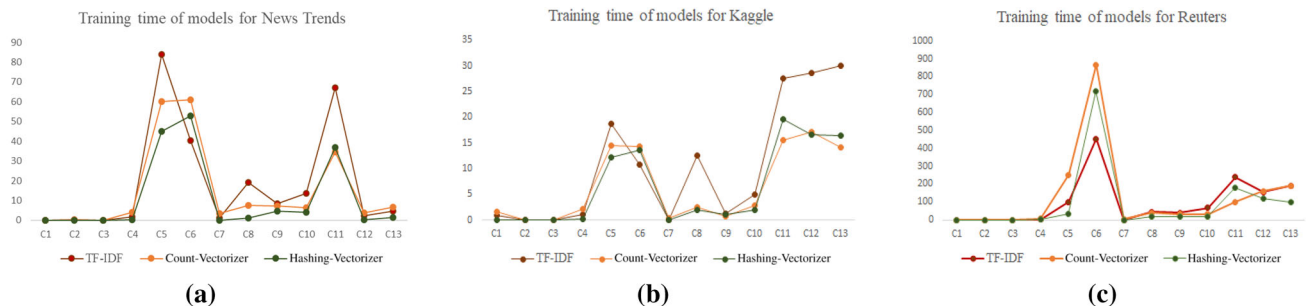 Training time of models for News Trends
90
80
70
60
50
40
30
20
10
0
C1 C2 C3 C4 C5 C6 C7 C8 C9 C10 C11 C12 C13
TF-IDF Count-Vectorizer Hashing-Vectorizer
(a)
Training time of models for Kaggle
35
30
25
20
15
10
5
0
C1 C2 C3 C4 C5 C6 C7 C8 C9 C10 C11 C12 C13
TF-IDF Count-Vectorizer Hashing-Vectorizer
(b)
Training time of models for Reuters
1000
900
800
700
600
500
400
300
200
100
0
C1 C2 C3 C4 C5 C6 C7 C8 C9 C10 C11 C12 C13
TF-IDF Count-Vectorizer Hashing-Vectorizer
(c)